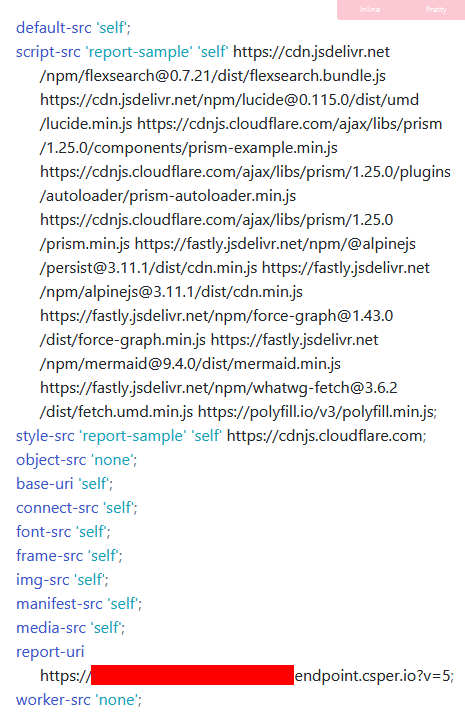 Inline Pretty
default-src 'self';
script-src 'report-sample' 'self' https://cdn.jsdelivr.net
/npm/flexsearch@0.7.21/dist/flexsearch.bundle.js
https://cdn.jsdelivr.net/npm/lucide@0.115.0/dist/umd
/lucide.min.js https://cdnjs.cloudflare.com/ajax/libs/prism
/1.25.0/components/prism-example.min.js
https://cdnjs.cloudflare.com/ajax/libs/prism/1.25.0/plugins
/autoloader/prism-autoloader.min.js
https://cdnjs.cloudflare.com/ajax/libs/prism/1.25.0
/prism.min.js https://fastly.jsdelivr.net/npm/@alpinejs
/persist@3.11.1/dist/cdn.min.js https://fastly.jsdelivr.net
/npm/alpinejs@3.11.1/dist/cdn.min.js
https://fastly.jsdelivr.net/npm/force-graph@1.43.0
/dist/force-graph.min.js https://fastly.jsdelivr.net
/npm/mermaid@9.4.0/dist/mermaid.min.js
https://fastly.jsdelivr.net/npm/whatwg-fetch@3.6.2
/dist/fetch.umd.min.js https://polyfill.io/v3/polyfill.min.js;
style-src 'report-sample' 'self' https://cdnjs.cloudflare.com;
object-src 'none';
base-uri 'self';
connect-src 'self';
font-src 'self';
frame-src 'self';
img-src 'self';
manifest-src 'self';
media-src 'self';
report-uri
https://endpoint.csper.io?v=5;
worker-src 'none';